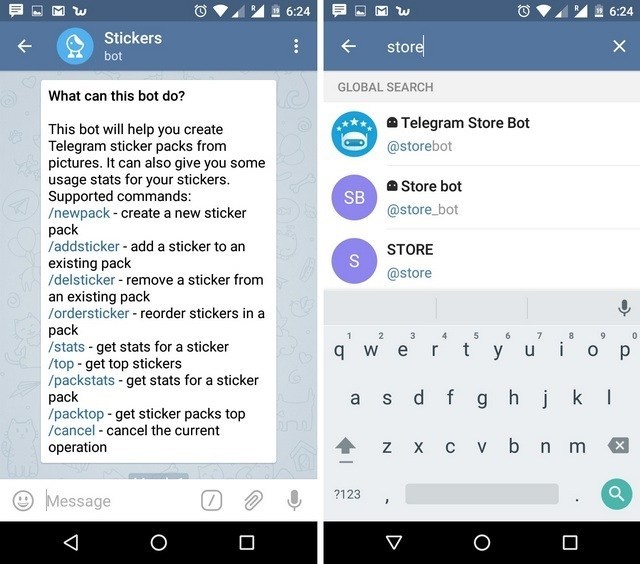 6:24
Stickers
bot
What can this bot do?
This bot will help you create
Telegram sticker packs from
pictures. It can also give you some
usage stats for your stickers.
Supported commands:
/newpack - create a new sticker
pack
/addsticker - add a sticker to an
existing pack
/delsticker - remove a sticker from
an existing pack
/ordersticker - reorder stickers in a
pack
/stats - get stats for a sticker
/top - get top stickers
/packstats - get stats for a sticker
pack
/packtop - get sticker packs top
/cancel - cancel the current
operation
Message
6:24
store
GLOBAL SEARCH
Telegram Store Bot
@storebot
SB
Store bot
@store_bot
S
STORE
@store
1 2 3 4 5 6 7 8 9 0
q w e r t y u i o p
a s d f g h j k l
z x c v b n m
?123 , .